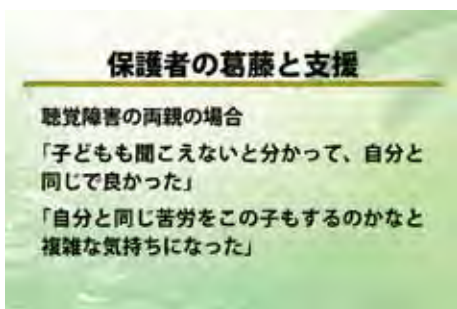 保護者の葛藤と支援
聴覚障害の両親の場合
「子どもも聞こえないと分かって、自分と
同じで良かった」
「自分と同じ苦労をこの子もするのかなと
複雑な気持ちになった」